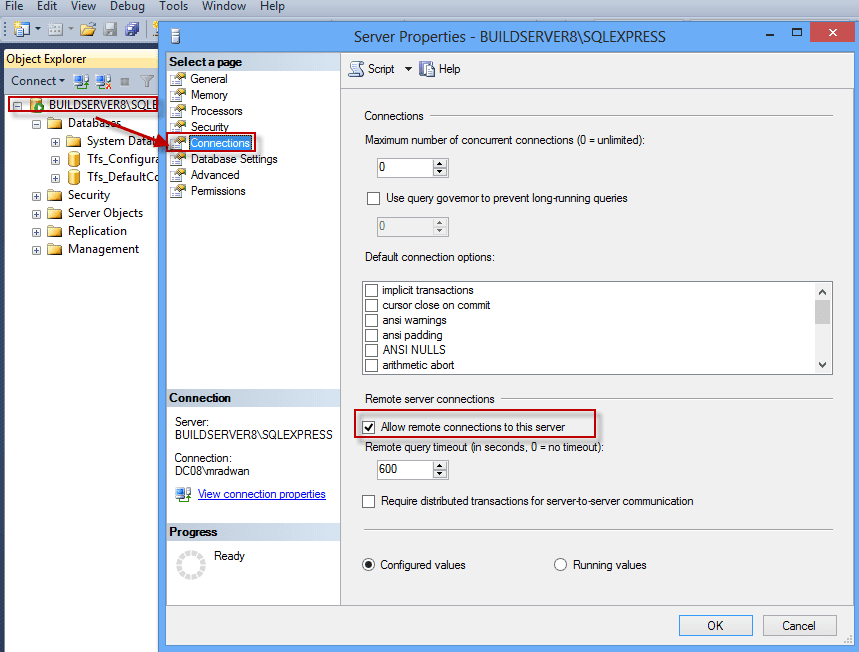 File Edit View Debug Tools Window Help
Object Explorer
Connect
BUILDSERVER8\SQLE
Databases
System Data
Tfs_Configura
Tfs_DefaultCo
Security
Server Objects
Replication
Management
Server Properties - BUILDSERVER8\SQLEXPRESS
Select a page
General
Memory
Processors
Security
Connections
Database Settings
Advanced
Permissions
Connection
Server:
BUILDSERVER8\SQLEXPRESS
Connection:
DC08\mradwan
View connection properties
Progress
Ready
Script Help
Connections
Maximum number of concurrent connections (0 = unlimited):
0
Use query governor to prevent long-running queries
0
Default connection options:
implicit transactions
cursor close on commit
ansi warnings
ansi padding
ANSI NULLS
arithmetic abort
Remote server connections
Allow remote connections to this server
Remote query timeout (in seconds, 0 = no timeout):
600
Require distributed transactions for server-to-server communication
Configured values Running values
OK Cancel